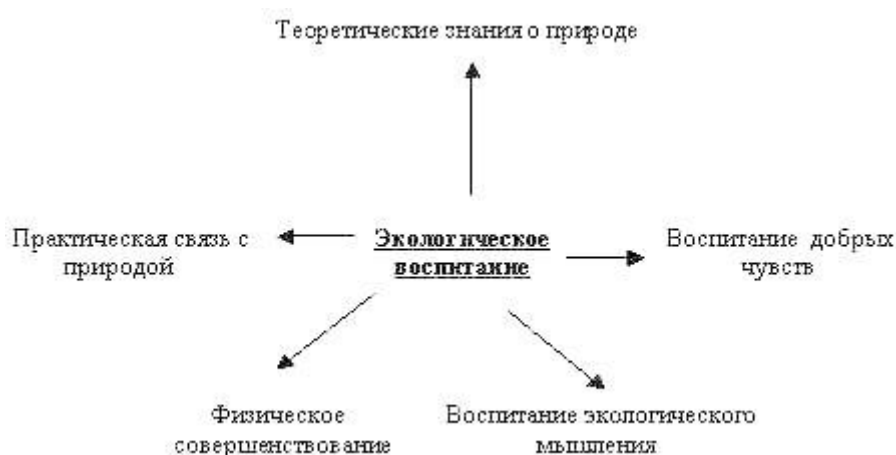 Теоретические знания о природе
Практическая связь с
природой
Экологическое
воспитание
Воспитание добрых
чувств
Физическое
совершенствование
Воспитание экологического
мышления